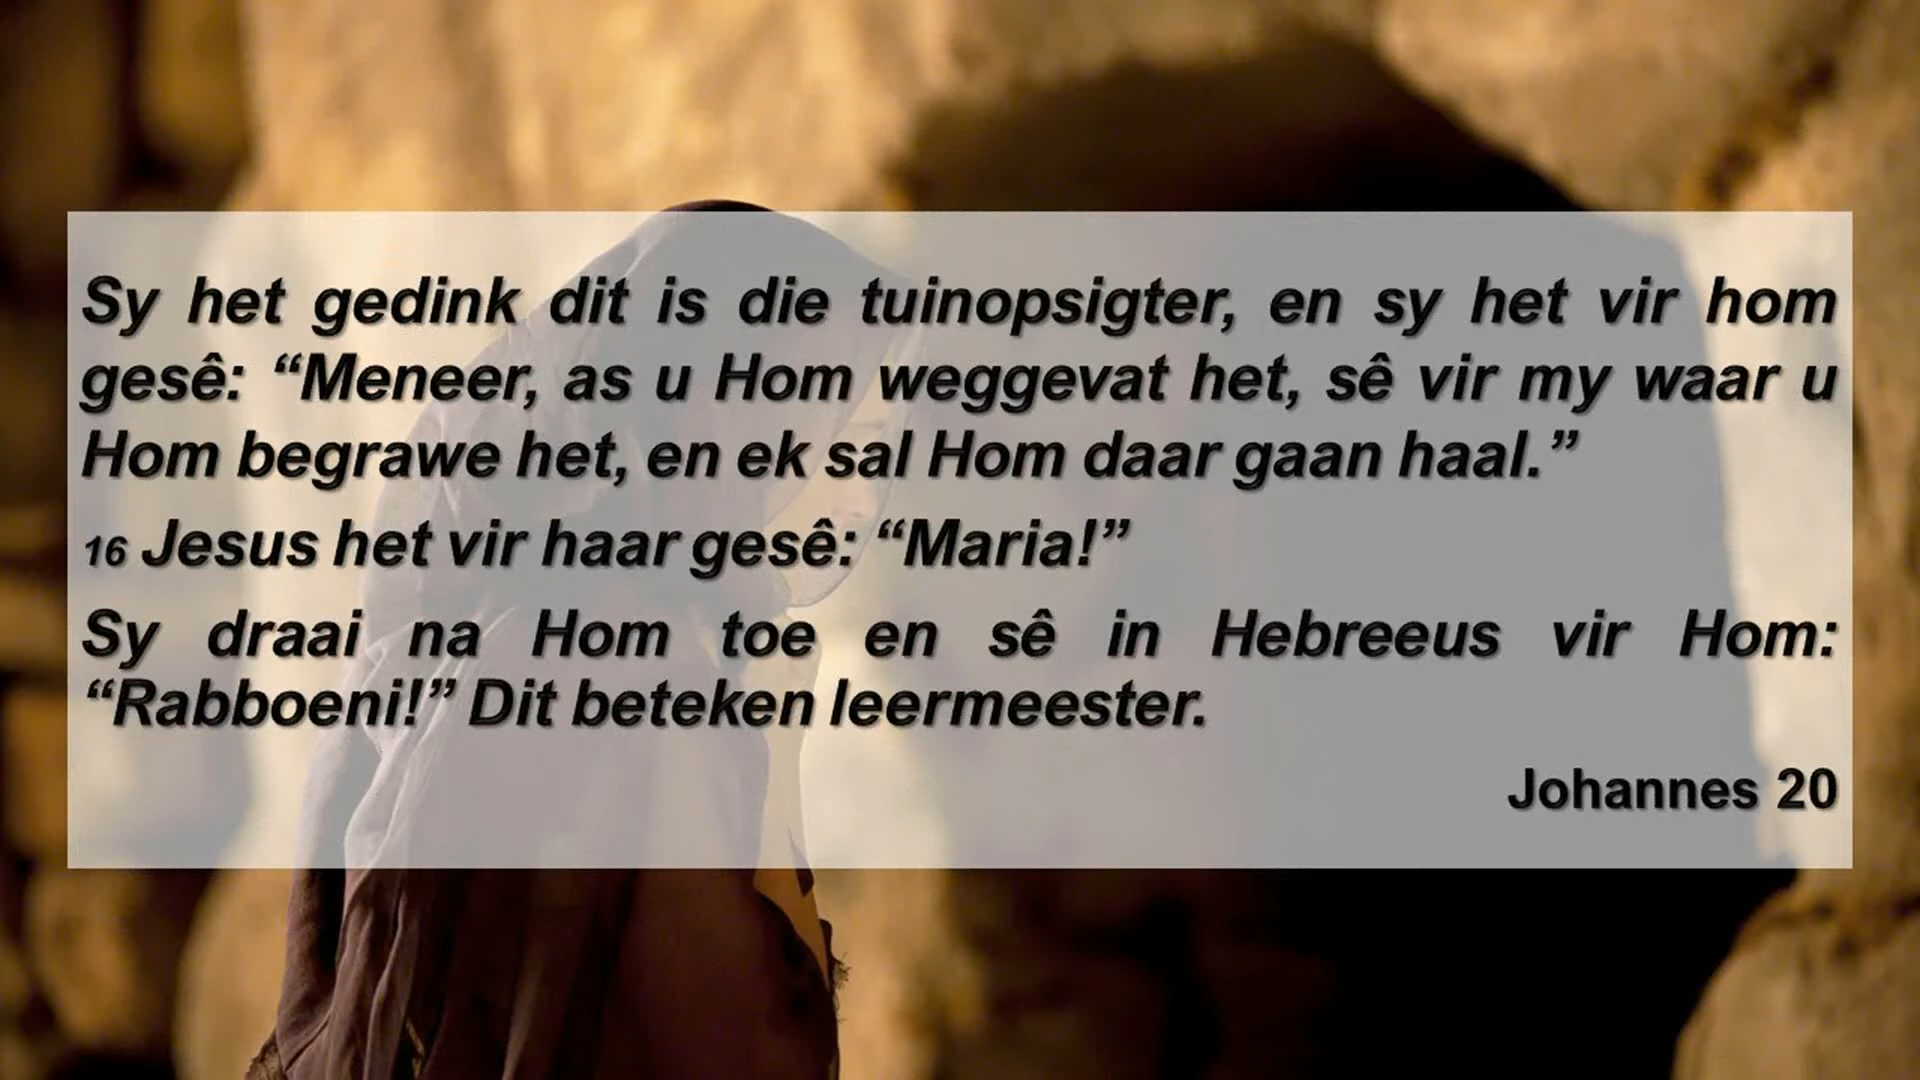 Sy het gedink dit is die tuinopsigter, en sy het vir hom
gesê: “Meneer, as u Hom weggevat het, sê vir my waar u
Hom begrawe het, en ek sal Hom daar gaan haal.”
16 Jesus het vir haar gesê: “Maria!”
Sy draai na Hom toe en sê in Hebreeus vir Hom:
“Rabboeni!” Dit beteken leermeester.
Johannes 20